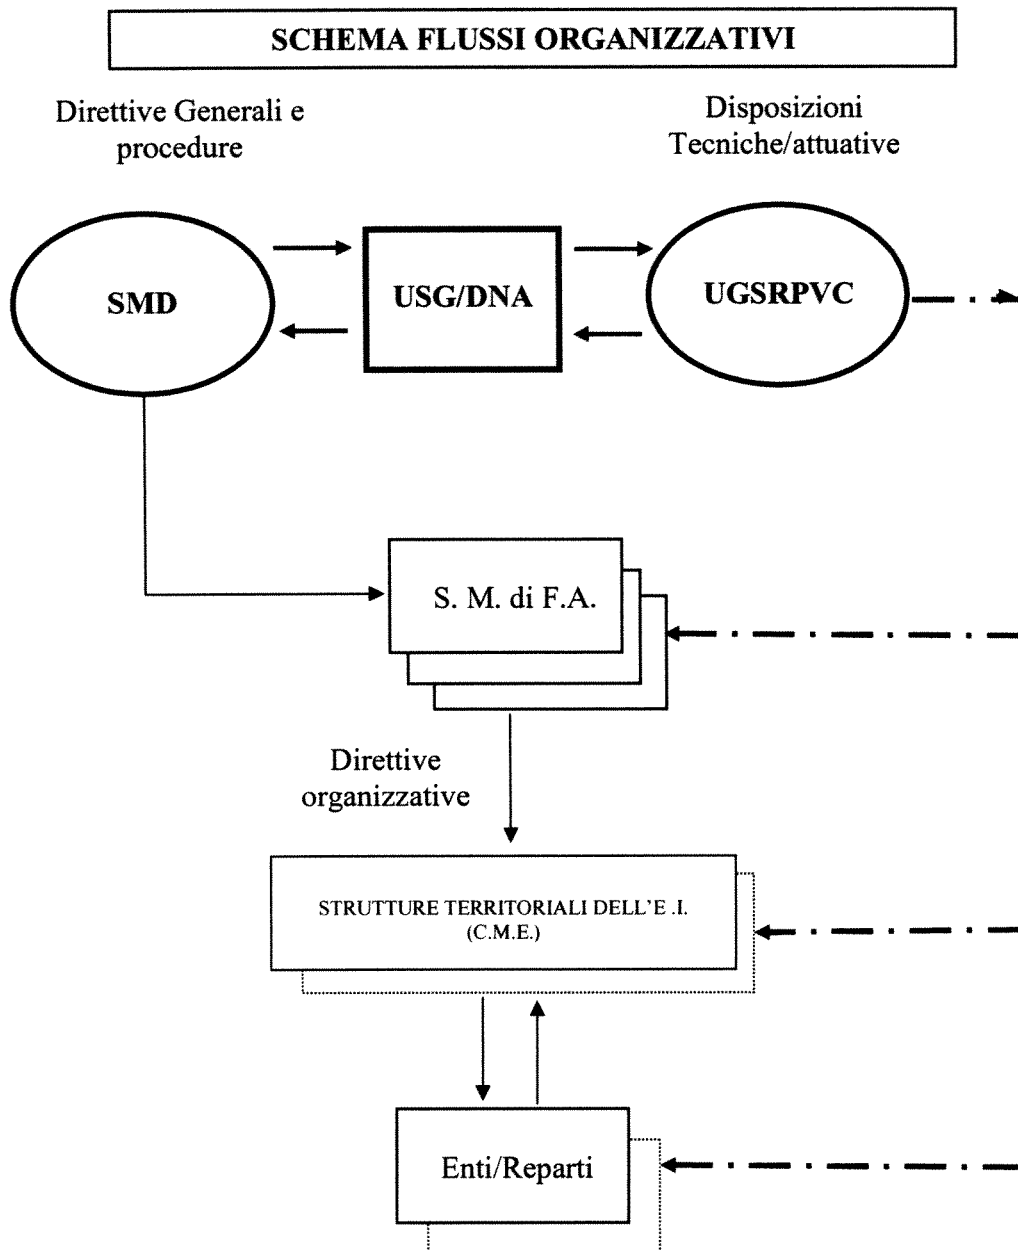 SCHEMA FLUSSI ORGANIZZATIVI
Direttive Generali e
procedure
Disposizioni
Tecniche/attuative
SMD
USG/DNA
UGSRPVC
S. M. di F.A.
Direttive
organizzative
STRUTTURE TERRITORIALI DELL'E .I.
(C.M.E.)
Enti/Reparti